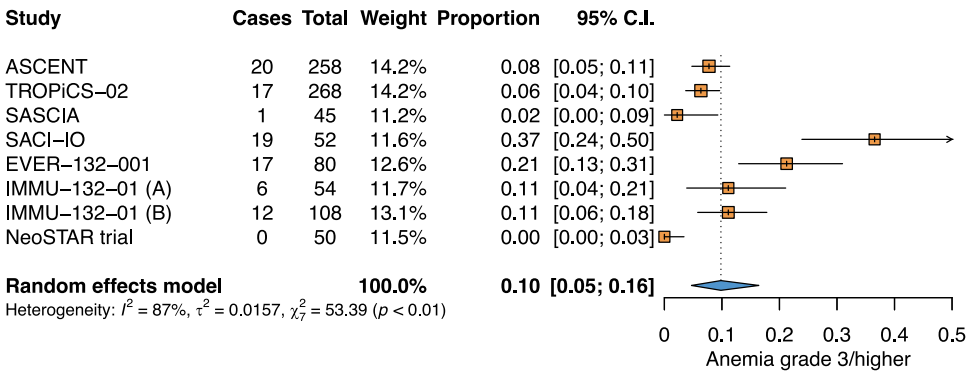 Study Cases Total Weight Proportion 95% C.I.
ASCENT 20 258 14.2% 0.08 [0.05; 0.11]
TROPiCS−02 17 268 14.2% 0.06 [0.04; 0.10]
SASCIA 1 45 11.2% 0.02 [0.00; 0.09]
SACI−IO 19 52 11.6% 0.37 [0.24; 0.50]
EVER−132−001 17 80 12.6% 0.21 [0.13; 0.31]
IMMU−132−01 (A) 6 54 11.7% 0.11 [0.04; 0.21]
IMMU−132−01 (B) 12 108 13.1% 0.11 [0.06; 0.18]
NeoSTAR trial 0 50 11.5% 0.00 [0.00; 0.03]
Random effects model 100.0% 0.10 [0.05; 0.16]
Heterogeneity: I² = 87%, τ² = 0.0157, χ²₇ = 53.39 (p < 0.01)
0 0.1 0.2 0.3 0.4 0.5
Anemia grade 3/higher